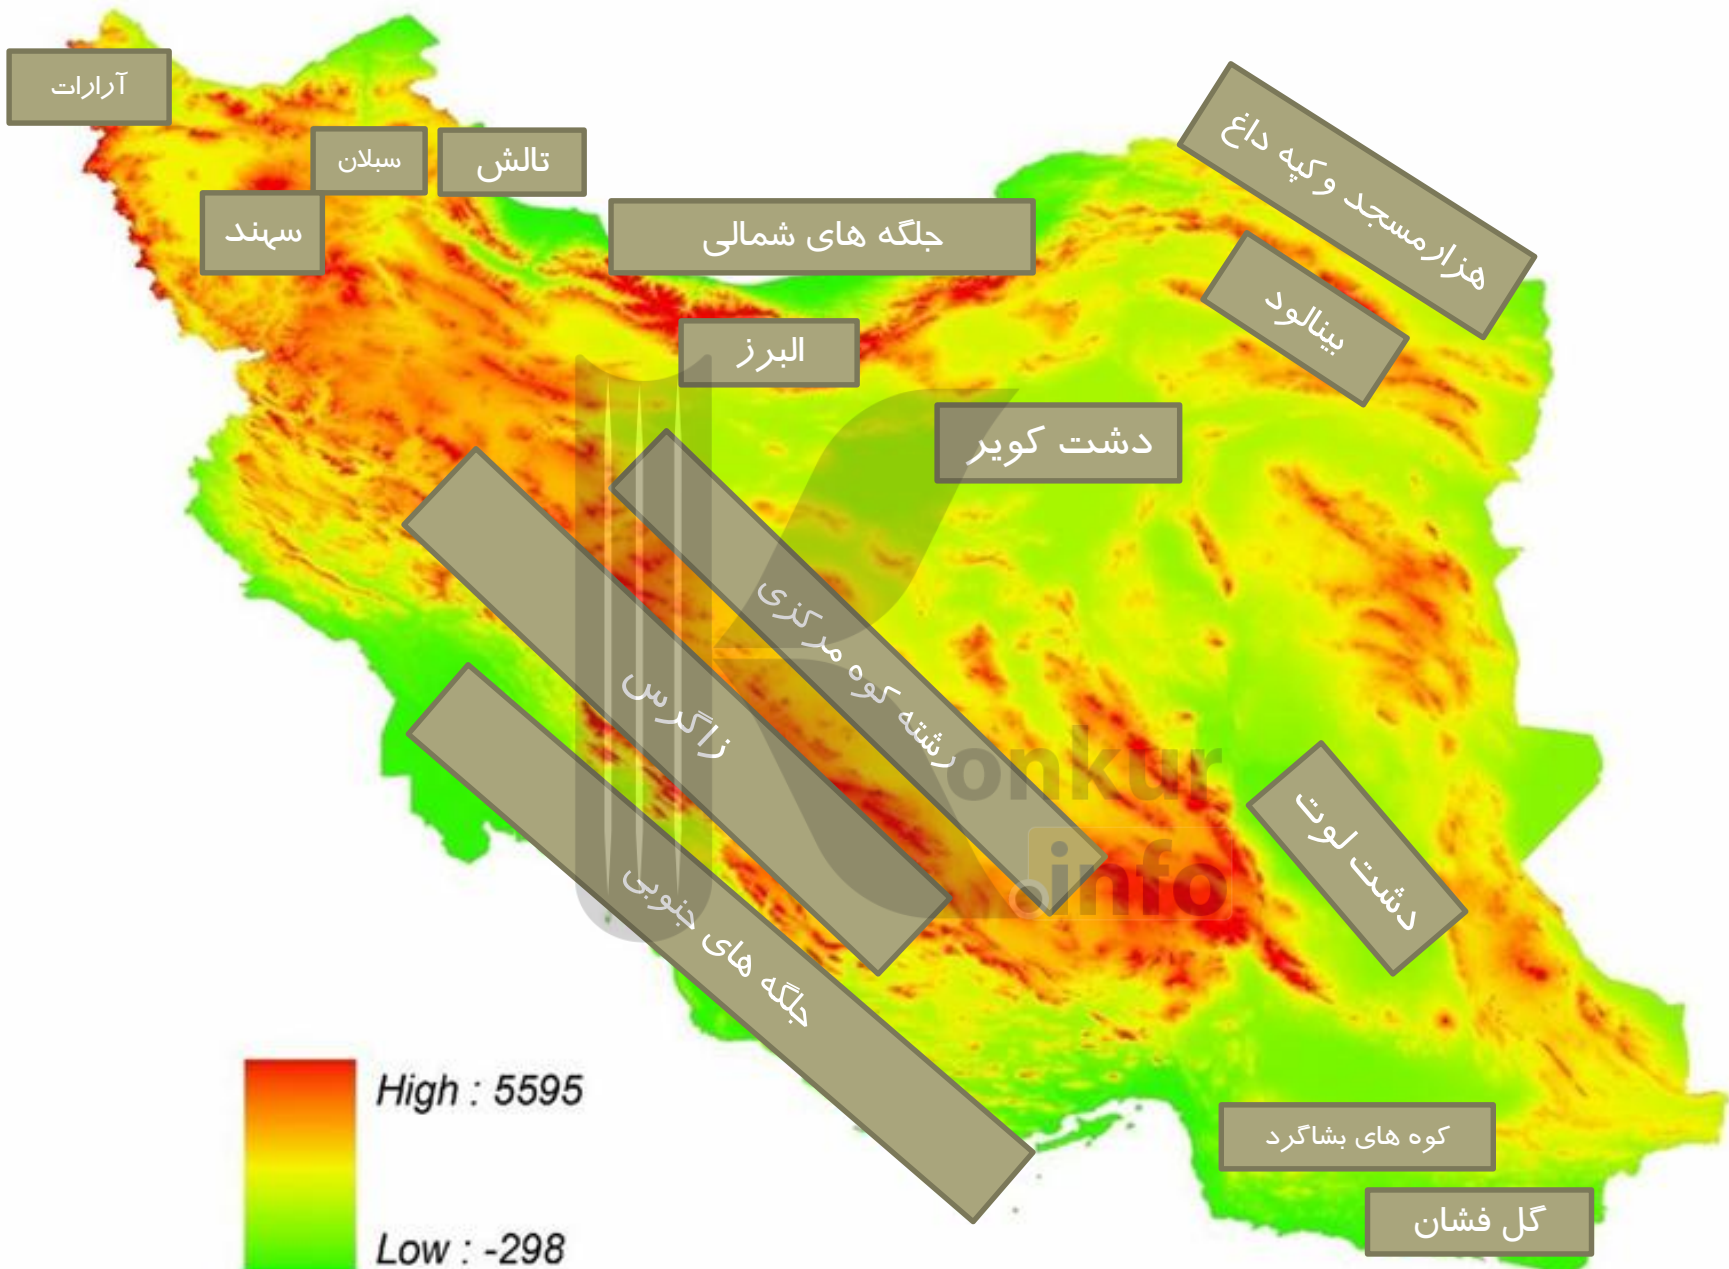 آرارات
سبلان
تالش
سهند
جلگه های شمالی
هزارمسجد وکپه داغ
بینالود
البرز
دشت کویر
رشته کوه مرکزی
زاگرس
onkur
.info
دشت لوت
جلگه های جنوبی
High : 5595
کوه های بشاگرد
گل فشان
Low : -298